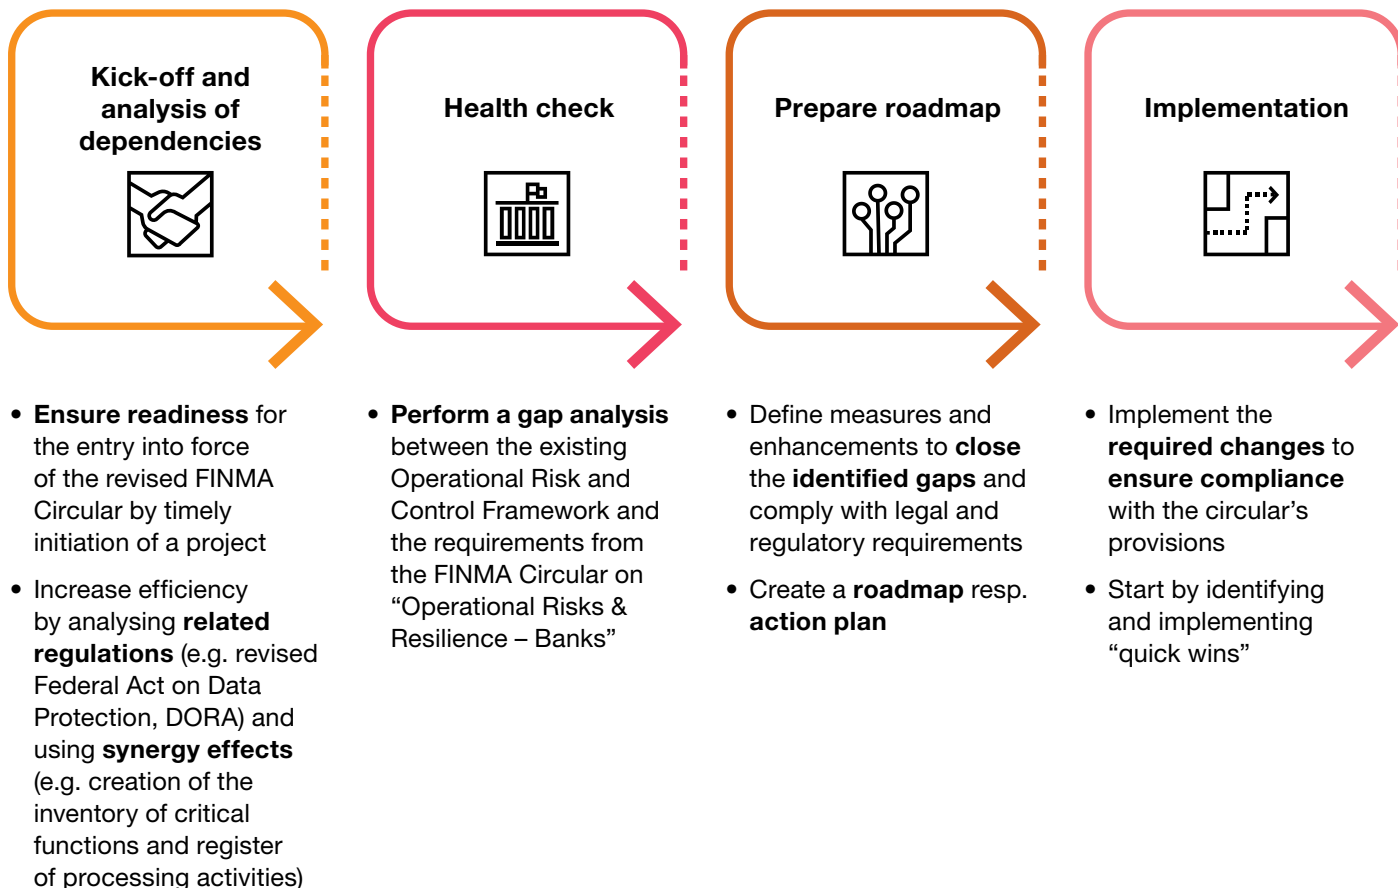 Kick-off and
analysis of
dependencies
Health check
Prepare roadmap
Implementation
• Ensure readiness for
the entry into force
of the revised FINMA
Circular by timely
initiation of a project
• Increase efficiency
by analysing related
regulations (e.g. revised
Federal Act on Data
Protection, DORA) and
using synergy effects
(e.g. creation of the
inventory of critical
functions and register
of processing activities)
• Perform a gap analysis
between the existing
Operational Risk and
Control Framework and
the requirements from
the FINMA Circular on
“Operational Risks &
Resilience – Banks”
• Define measures and
enhancements to close
the identified gaps and
comply with legal and
regulatory requirements
• Create a roadmap resp.
action plan
• Implement the
required changes to
ensure compliance
with the circular’s
provisions
• Start by identifying
and implementing
“quick wins”